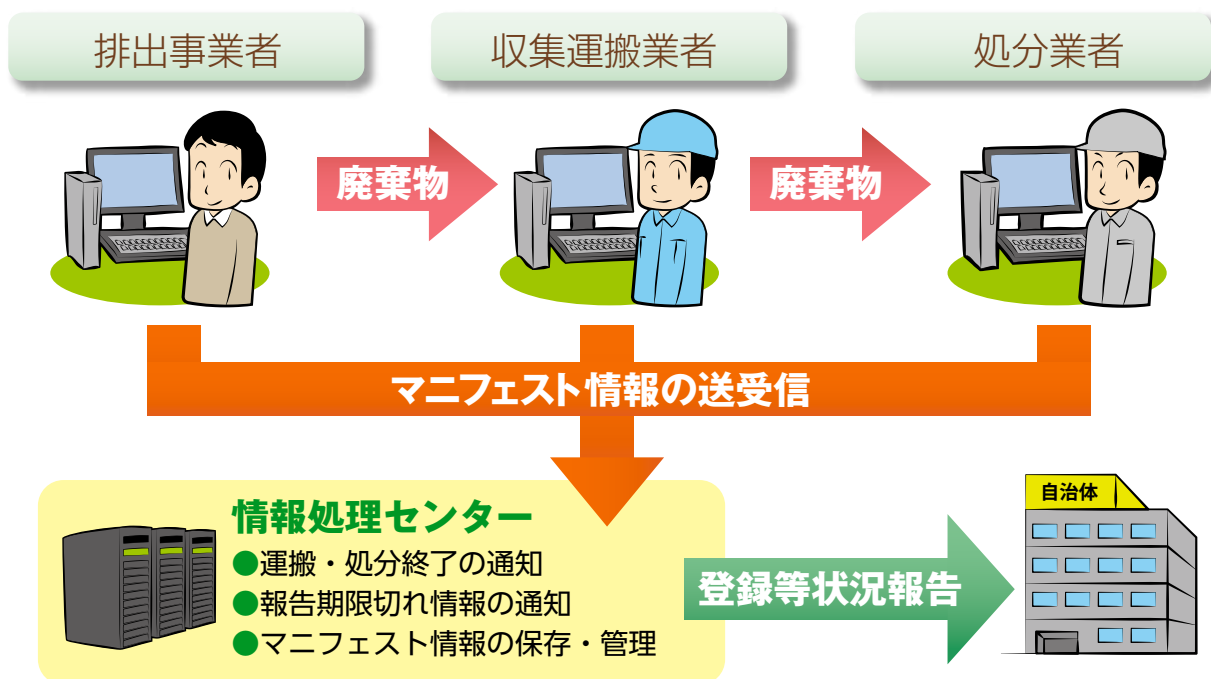 排出事業者
収集運搬業者
処分業者
廃棄物
廃棄物
マニフェスト情報の送受信
情報処理センター
●運搬・処分終了の通知
●報告期限切れ情報の通知
●マニフェスト情報の保存・管理
登録等状況報告
自治体